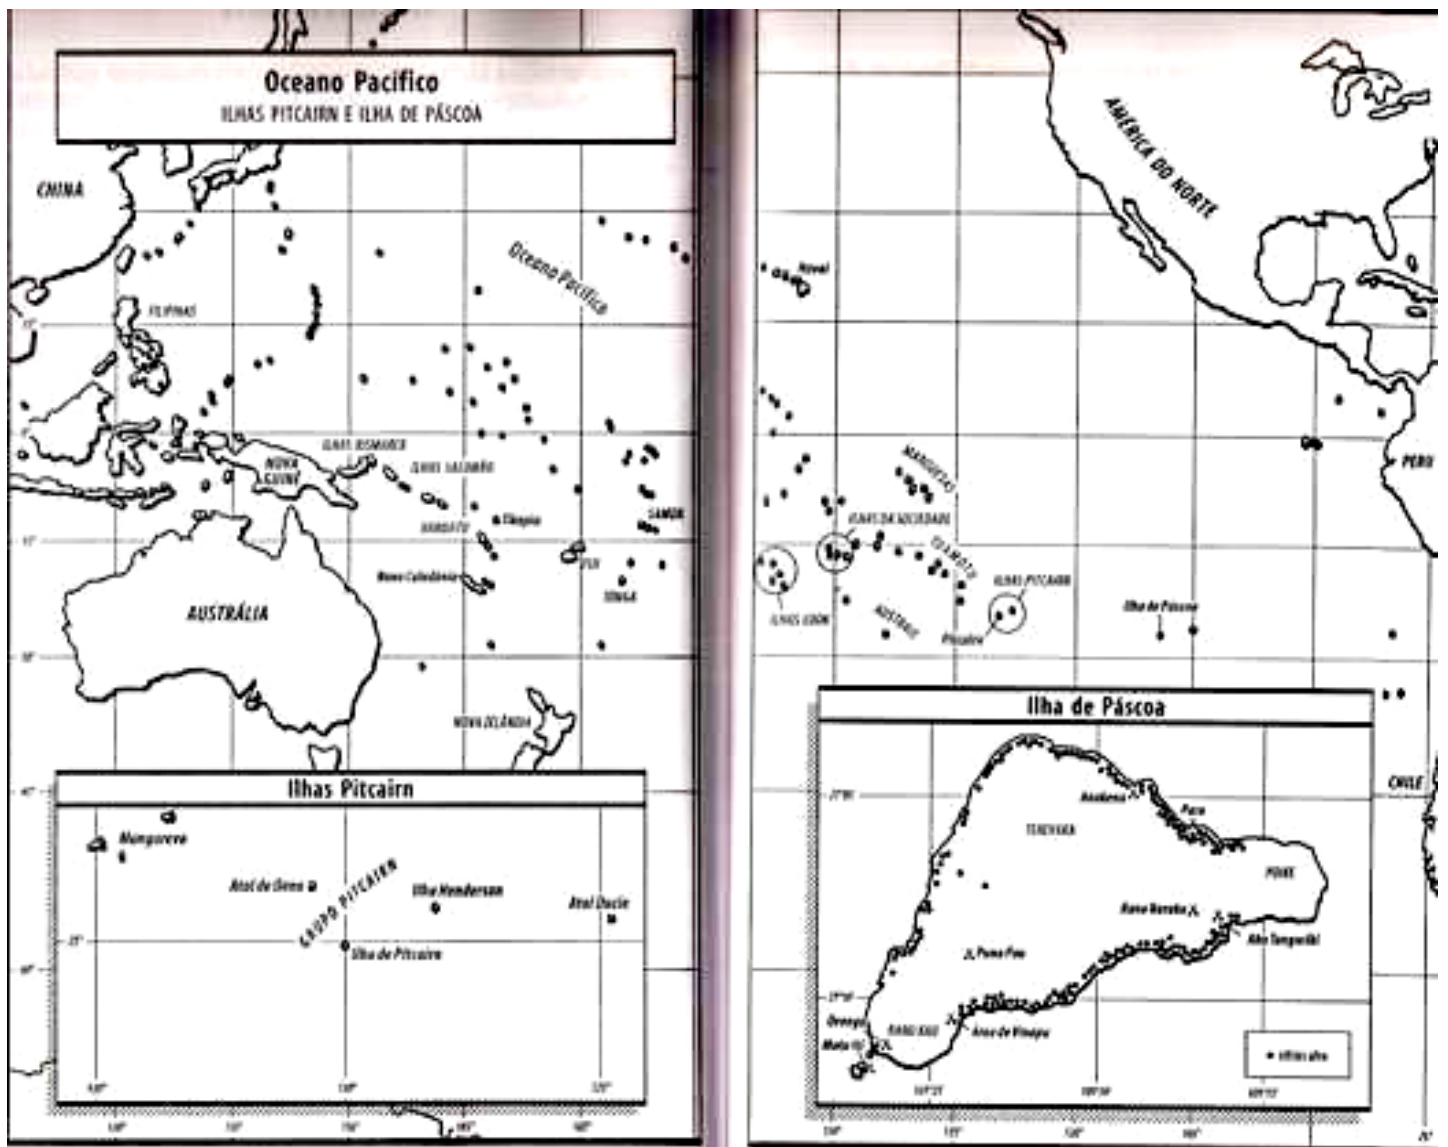 Oceano Pacífico
ILHAS PITCAIRN E ILHA DE PÁSCOA
CHINA
Oceano Pacífico
FILIPINAS
ILHAS BISMARCK
NOVA
GUINÉ
ILHAS SALOMÃO
VANUATU
Tikopia
SAMOA
FIJI
Nova Caledônia
TONGA
AUSTRÁLIA
NOVA ZELÂNDIA
Ilhas Pitcairn
Mangareva
Atol de Oeno
GRUPO PITCAIRN
Ilha Henderson
Atol Ducie
Ilha de Pitcairn
AMÉRICA DO NORTE
Havaí
PERU
MARQUESAS
ILHAS DA SOCIEDADE
TUAMOTU
ILHAS PITCAIRN
ILHAS COOK
AUSTRAIS
Pitcairn
Ilha de Páscoa
CHILE
Ilha de Páscoa
Anakena
TEREVAKA
POIKE
Rano Raraku
Ahu Tongariki
Puna Pau
Orongo
RANO KAU
Área de Vinapu